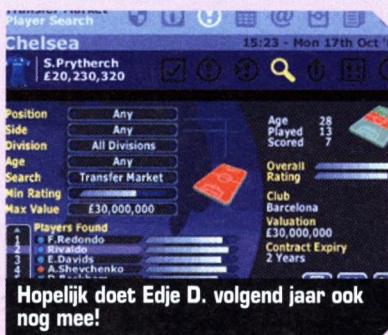 Transfer Market
Player Search
Chelsea
15:23 - Mon 17th Oct
S.Prytherch
£20,230,320
Position Any
Side Any
Division All Divisions
Age Any
Search Transfer Market
Min Rating
Max Value £30,000,000
Players Found
1 F.Redondo
2 Rivaldo
3 E.Davids
4 A.Shevchenko
D.Beckham
Age 28
Played 13
Scored 7
Overall
Rating
Club
Barcelona
Valuation
£30,000,000
Contract Expiry
2 Years
Hopelijk doet Edje D. volgend jaar ook
nog mee!